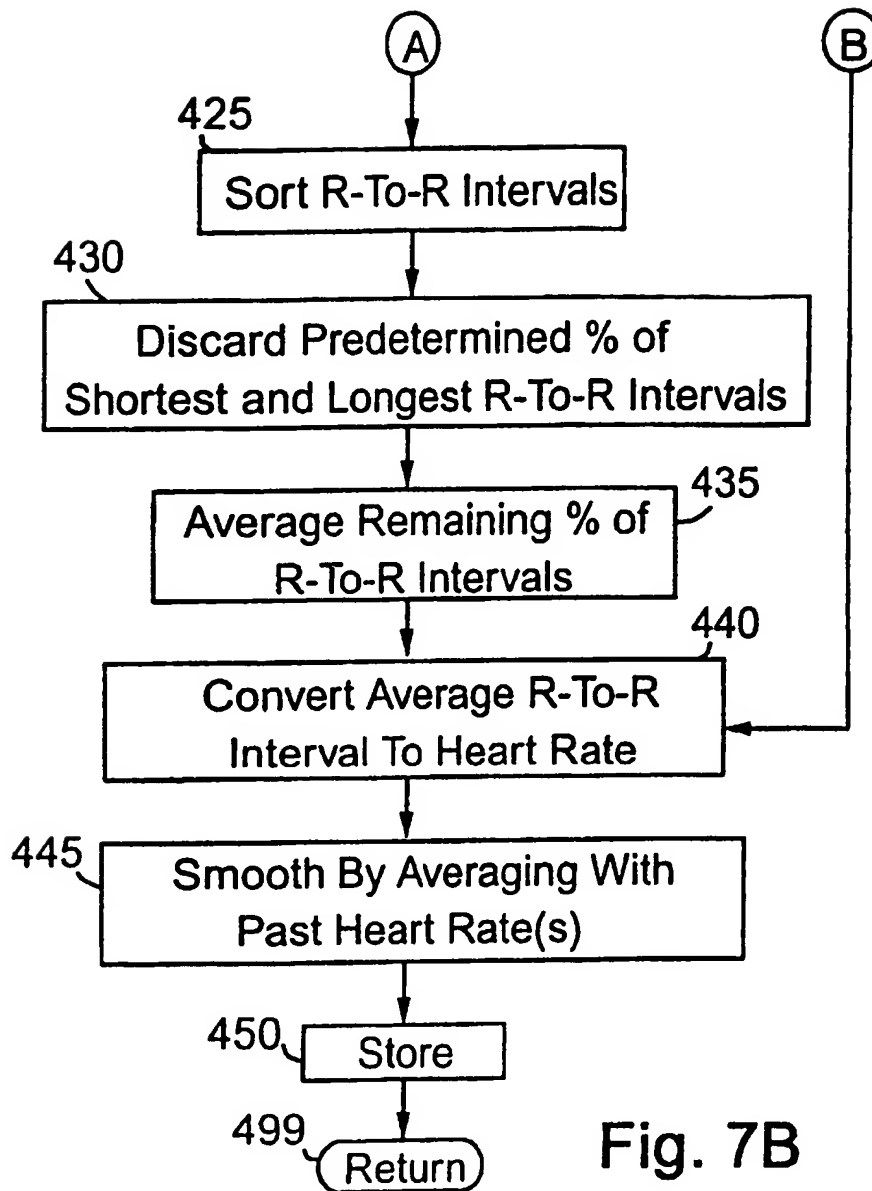 A
B
425
Sort R-To-R Intervals
430
Discard Predetermined % of
Shortest and Longest R-To-R Intervals
435
Average Remaining % of
R-To-R Intervals
440
Convert Average R-To-R
Interval To Heart Rate
445
Smooth By Averaging With
Past Heart Rate(s)
450
Store
499
Return
Fig. 7B